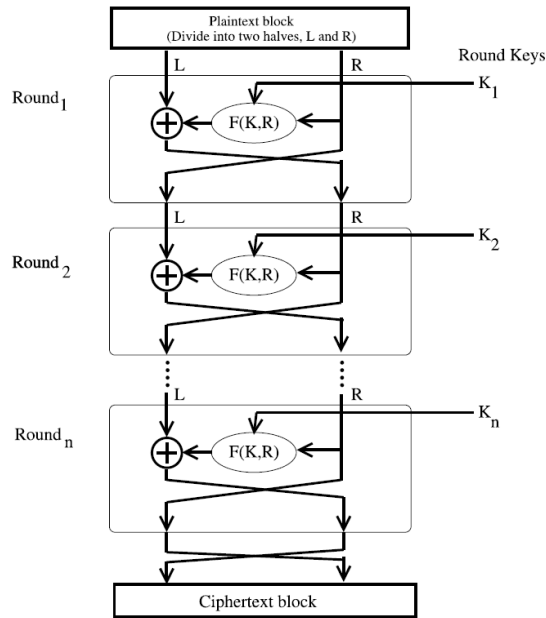 Plaintext block
(Divide into two halves, L and R)
L
R
Round Keys
Round1
K1
F(K,R)
L
R
Round2
K2
F(K,R)
L
R
Roundn
Kn
F(K,R)
Ciphertext block